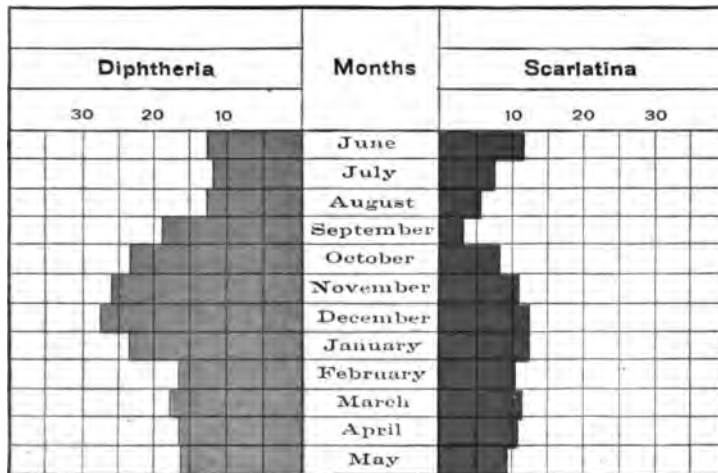 Diphtheria Months Scarlatina
30 20 10 10 20 30
June
July
August
September
October
November
December
January
February
March
April
May